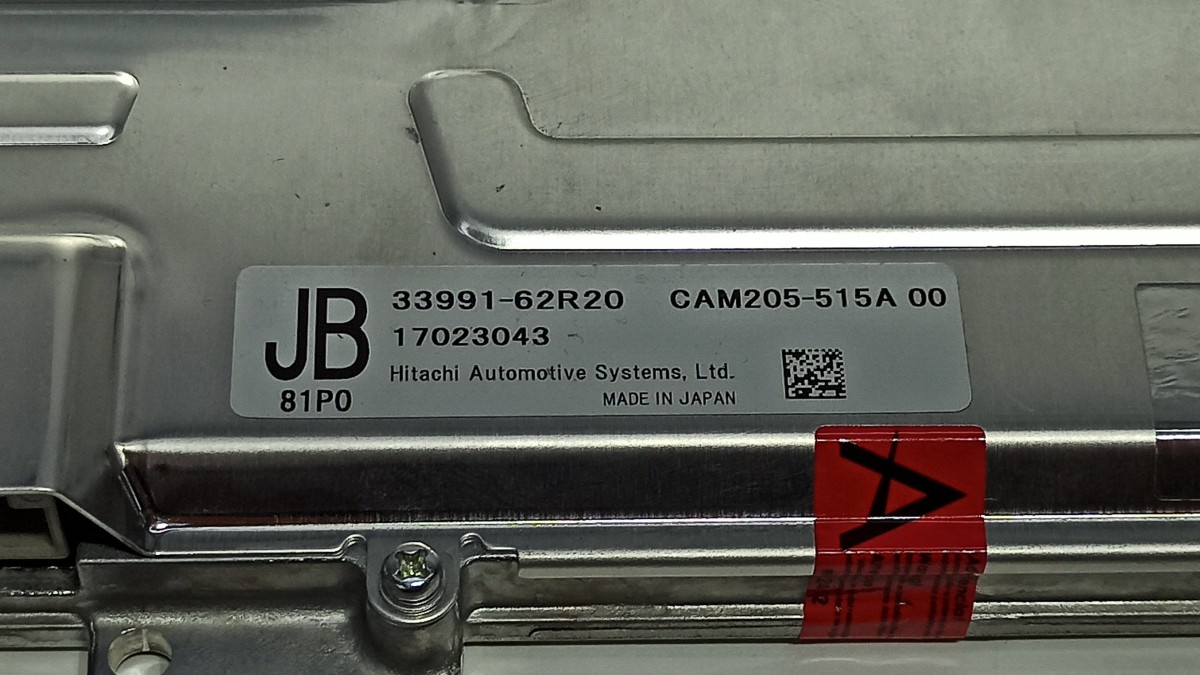 JB 33991-62R20 CAM205-515A 00
17023043
Hitachi Automotive Systems, Ltd.
81P0 MADE IN JAPAN
A